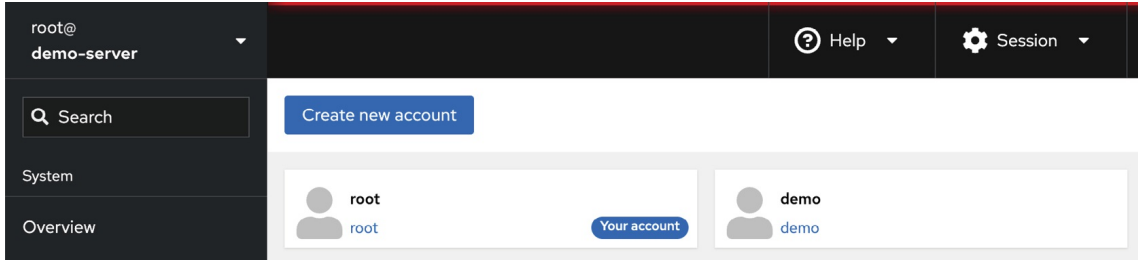 root@
demo-server
Help
Session
Search
Create new account
System
root
root
Your account
demo
demo
Overview